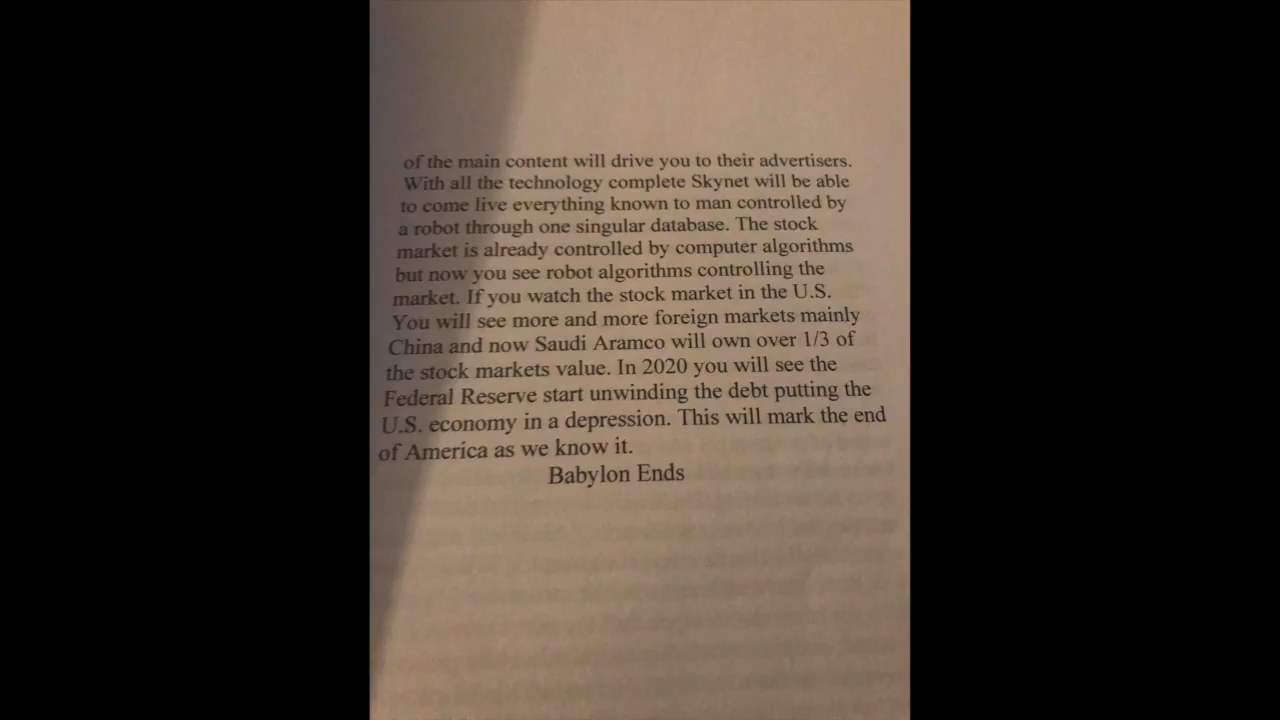 of the main content will drive you to their advertisers.
With all the technology complete Skynet will be able
to come live everything known to man controlled by
a robot through one singular database. The stock
market is already controlled by computer algorithms
but now you see robot algorithms controlling the
market. If you watch the stock market in the U.S.
You will see more and more foreign markets mainly
China and now Saudi Aramco will own over 1/3 of
the stock markets value. In 2020 you will see the
Federal Reserve start unwinding the debt putting the
U.S. economy in a depression. This will mark the end
of America as we know it.
Babylon Ends